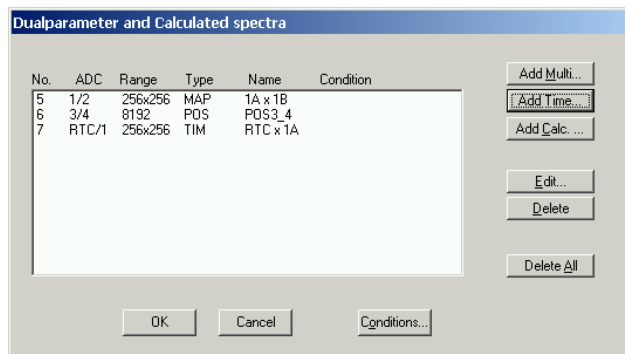 Dualparameter and Calculated spectra
No. ADC Range Type Name Condition
5 1/2 256x256 MAP 1A x 1B
6 3/4 8192 POS POS3_4
7 RTC/1 256x256 TIM RTC x 1A
Add Multi...
Add Time...
Add Calc. ...
Edit...
Delete
Delete All
OK Cancel Conditions...